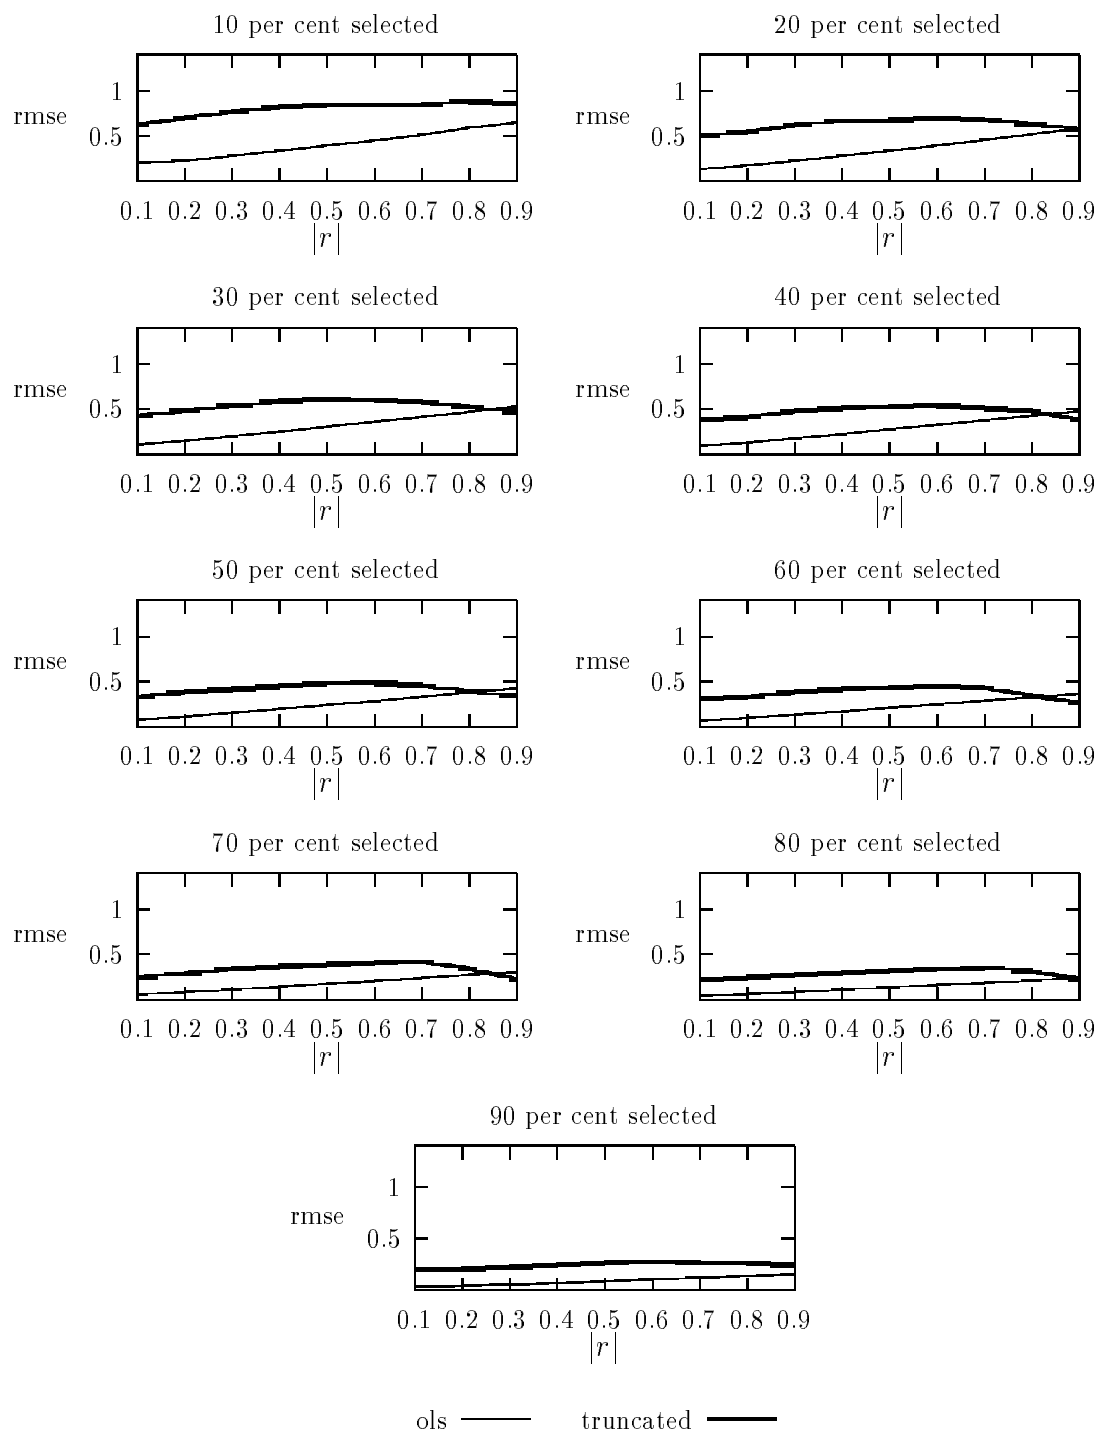 10 per cent selected
1
rmse
0.5
0.1 0.2 0.3 0.4 0.5 0.6 0.7 0.8 0.9
|r|
20 per cent selected
1
rmse
0.5
0.1 0.2 0.3 0.4 0.5 0.6 0.7 0.8 0.9
|r|
30 per cent selected
1
rmse
0.5
0.1 0.2 0.3 0.4 0.5 0.6 0.7 0.8 0.9
|r|
40 per cent selected
1
rmse
0.5
0.1 0.2 0.3 0.4 0.5 0.6 0.7 0.8 0.9
|r|
50 per cent selected
1
rmse
0.5
0.1 0.2 0.3 0.4 0.5 0.6 0.7 0.8 0.9
|r|
60 per cent selected
1
rmse
0.5
0.1 0.2 0.3 0.4 0.5 0.6 0.7 0.8 0.9
|r|
70 per cent selected
1
rmse
0.5
0.1 0.2 0.3 0.4 0.5 0.6 0.7 0.8 0.9
|r|
80 per cent selected
1
rmse
0.5
0.1 0.2 0.3 0.4 0.5 0.6 0.7 0.8 0.9
|r|
90 per cent selected
1
rmse
0.5
0.1 0.2 0.3 0.4 0.5 0.6 0.7 0.8 0.9
|r|
ols truncated